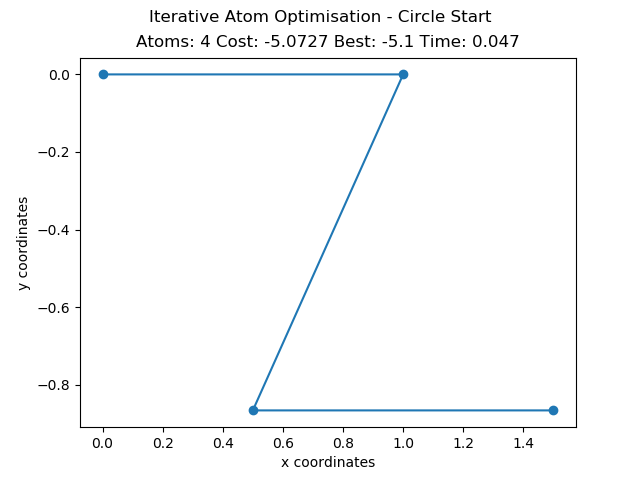 Iterative Atom Optimisation - Circle Start
Atoms: 4 Cost: -5.0727 Best: -5.1 Time: 0.047
0.0
−0.2
−0.4
−0.6
−0.8
y coordinates
0.0 0.2 0.4 0.6 0.8 1.0 1.2 1.4
x coordinates